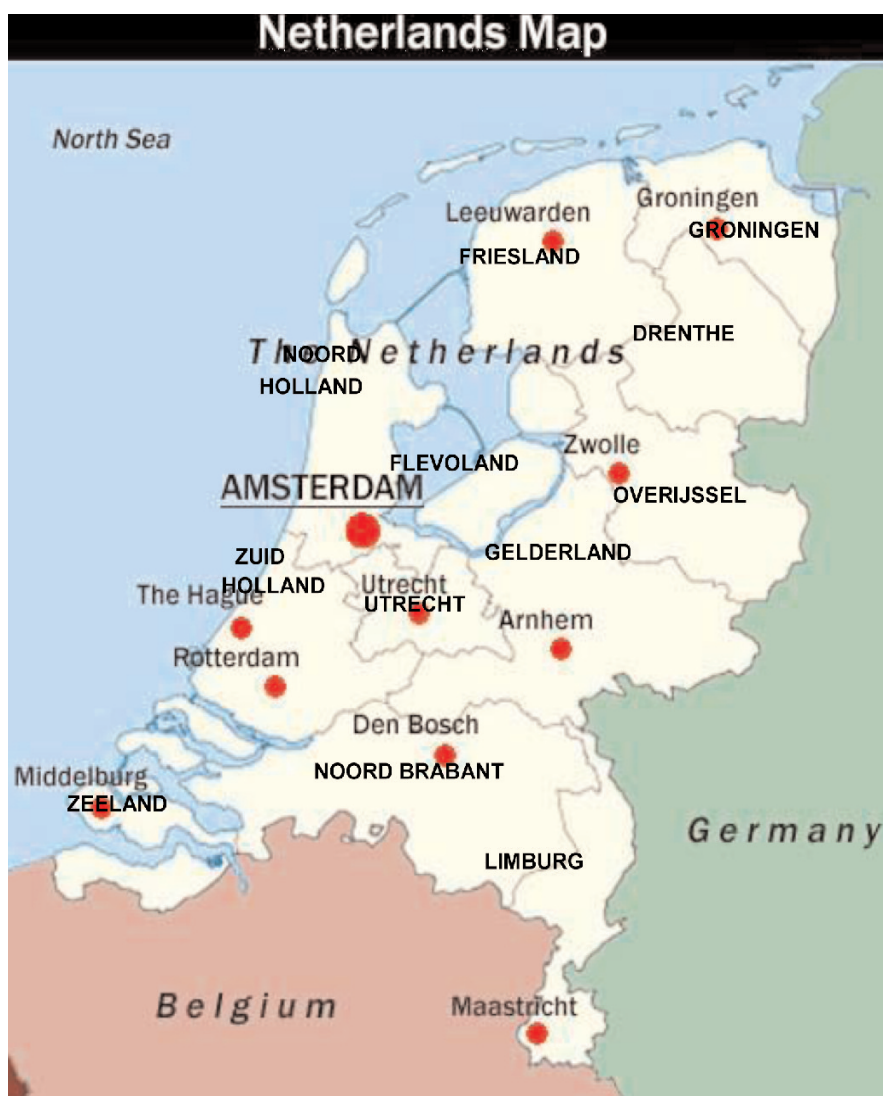 Netherlands Map
North Sea
Groningen
Leeuwarden
GRONINGEN
FRIESLAND
DRENTHE
The Netherlands
NOORD
HOLLAND
Zwolle
FLEVOLAND
AMSTERDAM
OVERIJSSEL
GELDERLAND
ZUID
HOLLAND
The Hague
Utrecht
UTRECHT
Arnhem
Rotterdam
Den Bosch
NOORD BRABANT
Middelburg
ZEELAND
Germany
LIMBURG
Belgium
Maastricht